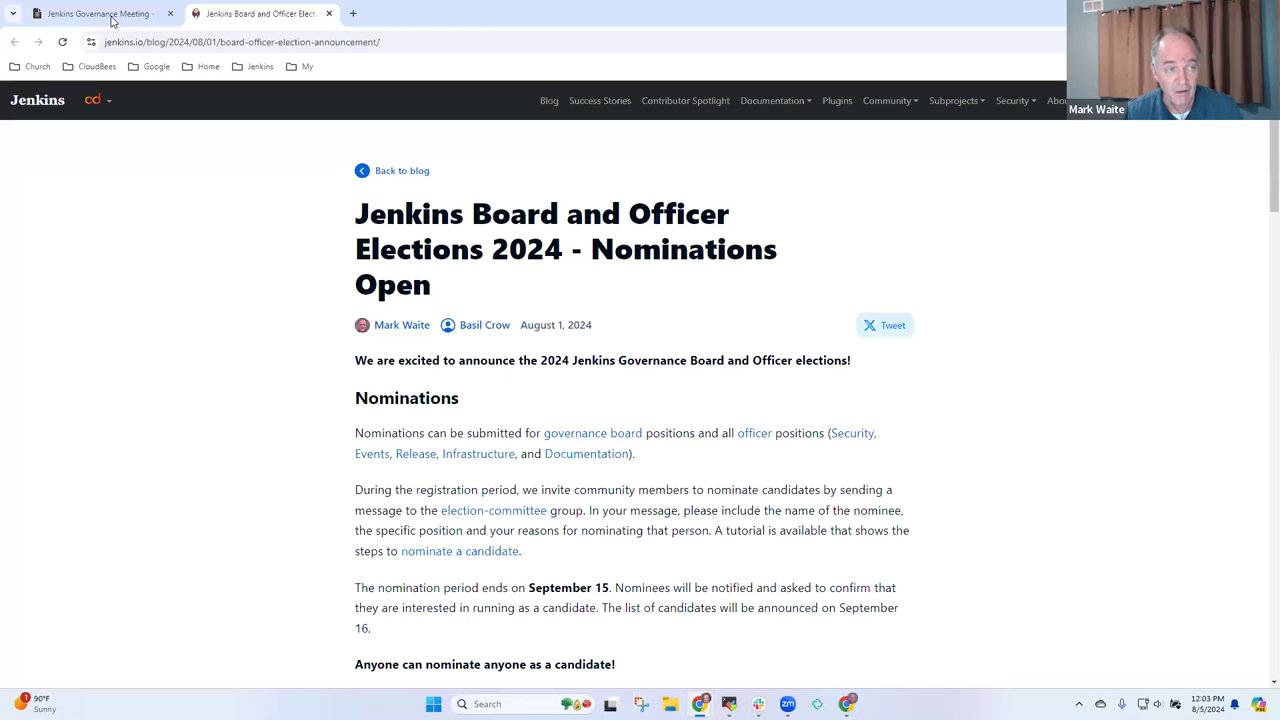 Jenkins Governance Meeting -
Jenkins Board and Officer Elect
jenkins.io/blog/2024/08/01/board-officer-election-announcement/
Church CloudBees Google Home Jenkins My
Jenkins cd Blog Success Stories Contributor Spotlight Documentation Plugins Community Subprojects Security Abou
Mark Waite
Back to blog
Jenkins Board and Officer
Elections 2024 - Nominations
Open
Mark Waite Basil Crow August 1, 2024 Tweet
We are excited to announce the 2024 Jenkins Governance Board and Officer elections!
Nominations
Nominations can be submitted for governance board positions and all officer positions (Security,
Events, Release, Infrastructure, and Documentation).
During the registration period, we invite community members to nominate candidates by sending a
message to the election-committee group. In your message, please include the name of the nominee,
the specific position and your reasons for nominating that person. A tutorial is available that shows the
steps to nominate a candidate.
The nomination period ends on September 15. Nominees will be notified and asked to confirm that
they are interested in running as a candidate. The list of candidates will be announced on September
16.
Anyone can nominate anyone as a candidate!
1
90°F
Sunny
Search
zm
12:03 PM
8/5/2024